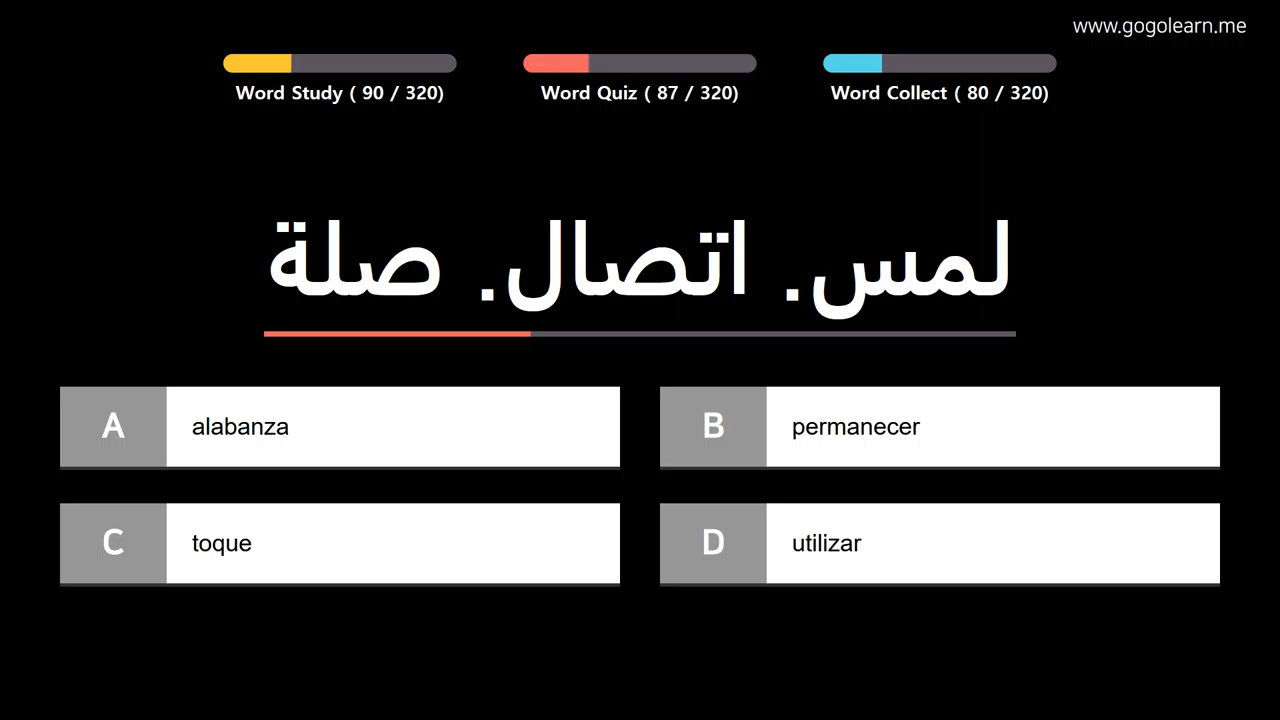 www.gogolearn.me
Word Study ( 90 / 320)
Word Quiz ( 87 / 320)
Word Collect ( 80 / 320)
لمس. اتصال. صلة
A alabanza
B permanecer
C toque
D utilizar